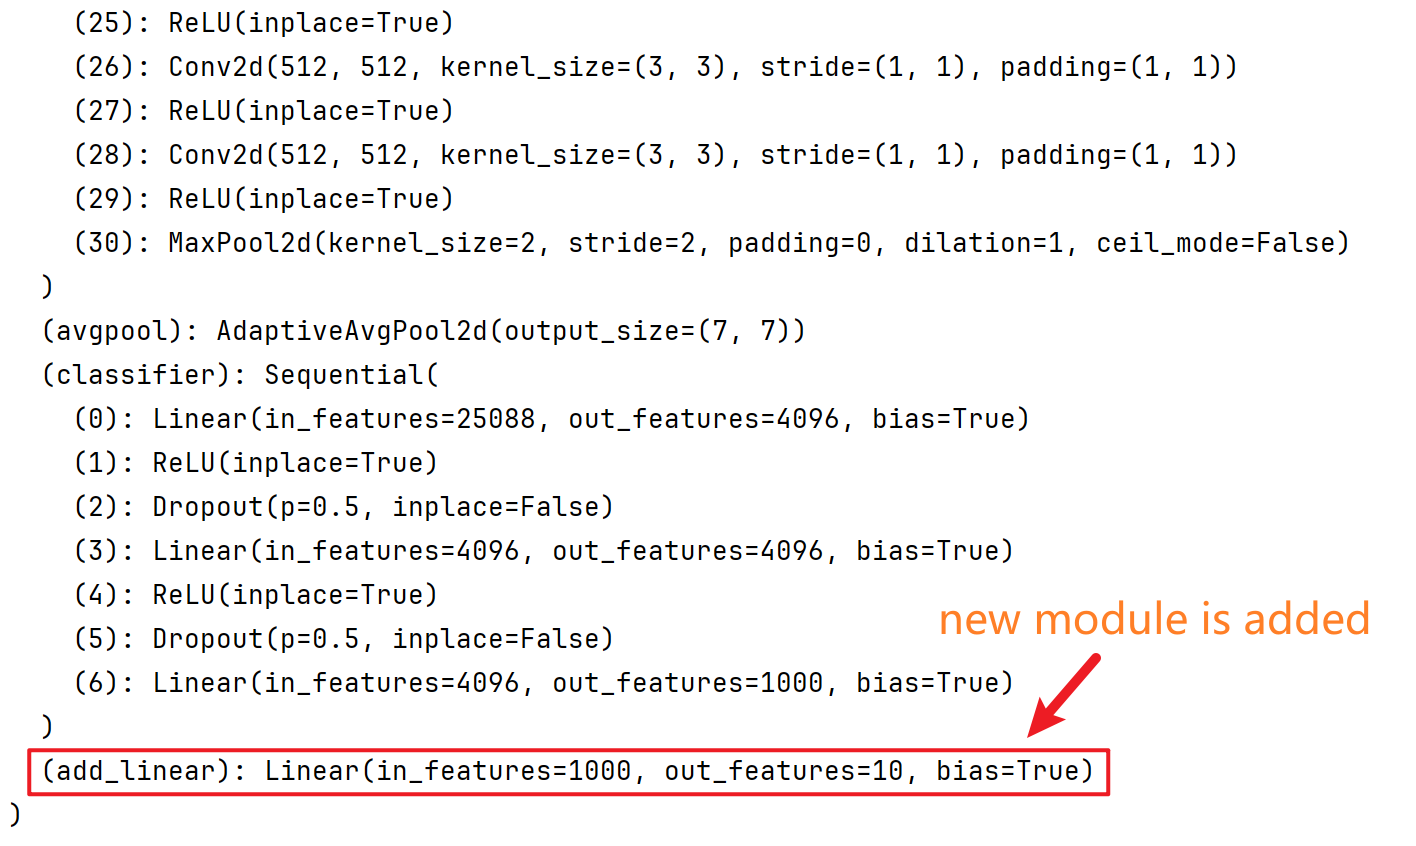 (25): ReLU(inplace=True)
(26): Conv2d(512, 512, kernel_size=(3, 3), stride=(1, 1), padding=(1, 1))
(27): ReLU(inplace=True)
(28): Conv2d(512, 512, kernel_size=(3, 3), stride=(1, 1), padding=(1, 1))
(29): ReLU(inplace=True)
(30): MaxPool2d(kernel_size=2, stride=2, padding=0, dilation=1, ceil_mode=False)
)
(avgpool): AdaptiveAvgPool2d(output_size=(7, 7))
(classifier): Sequential(
(0): Linear(in_features=25088, out_features=4096, bias=True)
(1): ReLU(inplace=True)
(2): Dropout(p=0.5, inplace=False)
(3): Linear(in_features=4096, out_features=4096, bias=True)
(4): ReLU(inplace=True)
(5): Dropout(p=0.5, inplace=False)
new module is added
(6): Linear(in_features=4096, out_features=1000, bias=True)
)
(add_linear): Linear(in_features=1000, out_features=10, bias=True)
)